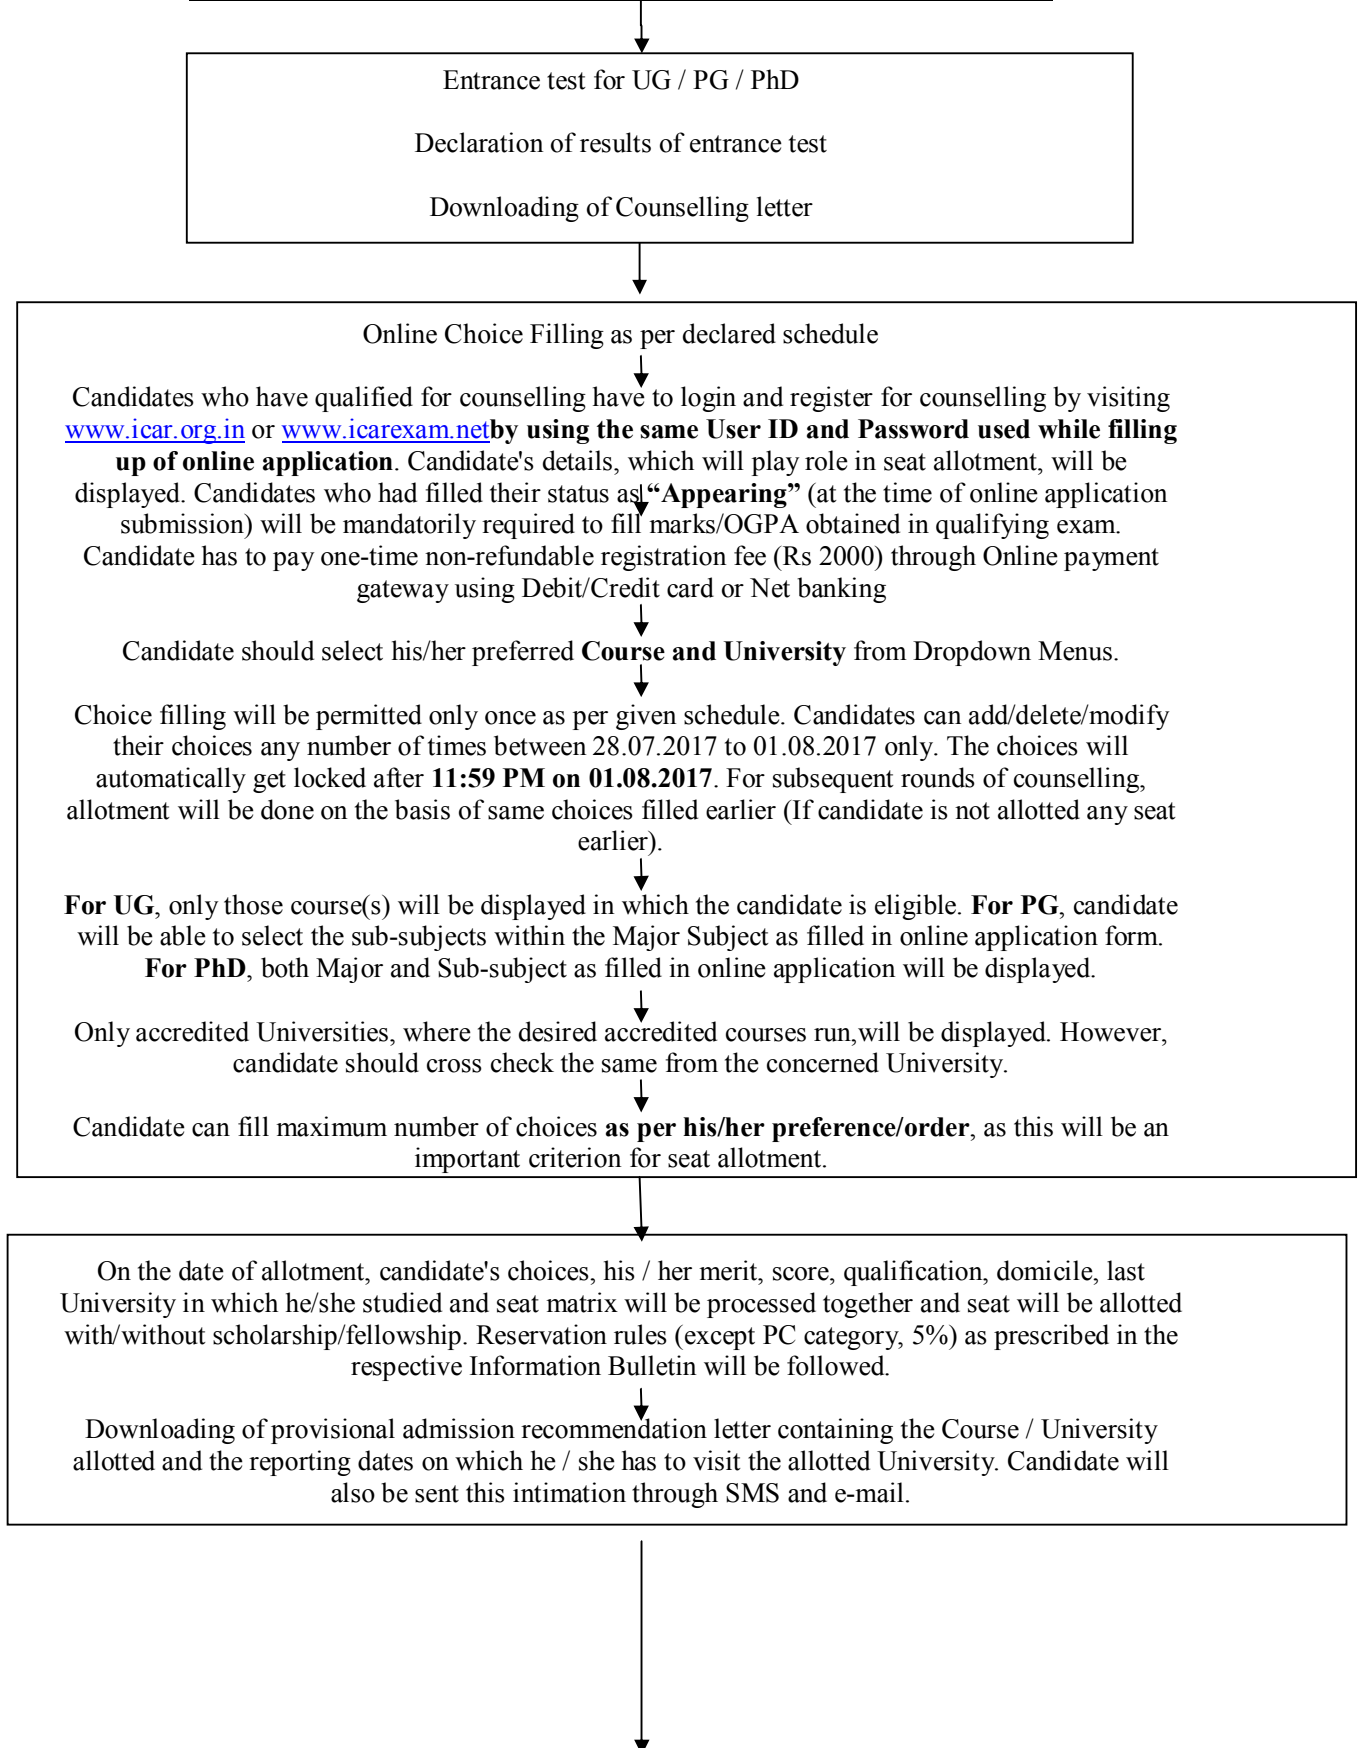 Entrance test for UG / PG / PhD
Declaration of results of entrance test
Downloading of Counselling letter
Online Choice Filling as per declared schedule
Candidates who have qualified for counselling have to login and register for counselling by visiting
www.icar.org.in or www.icarexam.netby using the same User ID and Password used while filling
up of online application. Candidate's details, which will play role in seat allotment, will be
displayed. Candidates who had filled their status as “Appearing” (at the time of online application
submission) will be mandatorily required to fill marks/OGPA obtained in qualifying exam.
Candidate has to pay one-time non-refundable registration fee (Rs 2000) through Online payment
gateway using Debit/Credit card or Net banking
Candidate should select his/her preferred Course and University from Dropdown Menus.
Choice filling will be permitted only once as per given schedule. Candidates can add/delete/modify
their choices any number of times between 28.07.2017 to 01.08.2017 only. The choices will
automatically get locked after 11:59 PM on 01.08.2017. For subsequent rounds of counselling,
allotment will be done on the basis of same choices filled earlier (If candidate is not allotted any seat
earlier).
For UG, only those course(s) will be displayed in which the candidate is eligible. For PG, candidate
will be able to select the sub-subjects within the Major Subject as filled in online application form.
For PhD, both Major and Sub-subject as filled in online application will be displayed.
Only accredited Universities, where the desired accredited courses run,will be displayed. However,
candidate should cross check the same from the concerned University.
Candidate can fill maximum number of choices as per his/her preference/order, as this will be an
important criterion for seat allotment.
On the date of allotment, candidate's choices, his / her merit, score, qualification, domicile, last
University in which he/she studied and seat matrix will be processed together and seat will be allotted
with/without scholarship/fellowship. Reservation rules (except PC category, 5%) as prescribed in the
respective Information Bulletin will be followed.
Downloading of provisional admission recommendation letter containing the Course / University
allotted and the reporting dates on which he / she has to visit the allotted University. Candidate will
also be sent this intimation through SMS and e-mail.